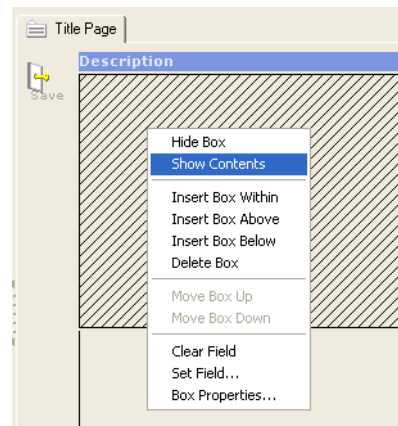 Title Page
Description
Save
Hide Box
Show Contents
Insert Box Within
Insert Box Above
Insert Box Below
Delete Box
Move Box Up
Move Box Down
Clear Field
Set Field...
Box Properties...